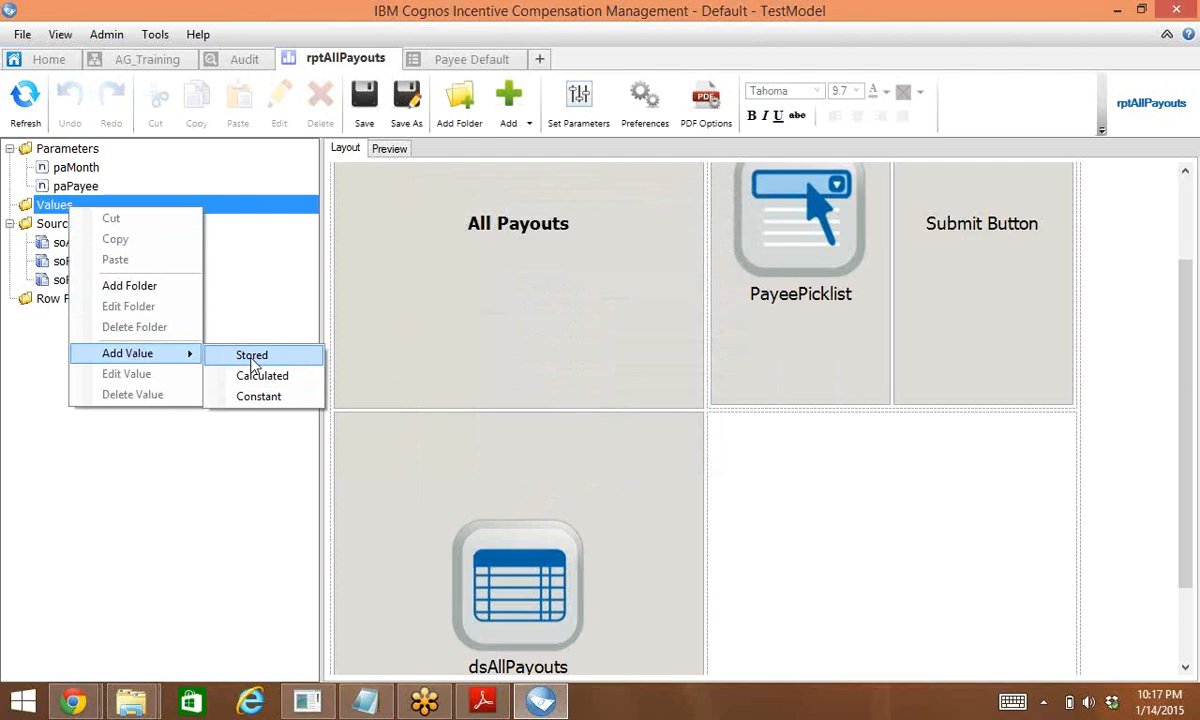 IBM Cognos Incentive Compensation Management - Default - TestModel
File View Admin Tools Help
Home AG_Training Audit rptAllPayouts Payee Default +
Refresh Undo Redo Cut Copy Paste Edit Delete Save Save As Add Folder Add Set Parameters Preferences PDF Options
Tahoma 9.7 A
B I U abc
rptAllPayouts
Parameters
paMonth
paPayee
Values
Sourc
Row F
Cut
Copy
Paste
Add Folder
Edit Folder
Delete Folder
Add Value
Edit Value
Delete Value
Stored
Calculated
Constant
Layout Preview
All Payouts
PayeePicklist
Submit Button
dsAllPayouts
10:17 PM
1/14/2015